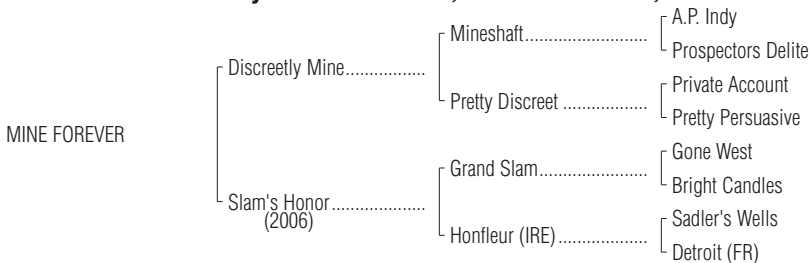 A.P. Indy
Mineshaft
Prospectors Delite
Discreetly Mine
Private Account
Pretty Discreet
Pretty Persuasive
MINE FOREVER
Gone West
Grand Slam
Bright Candles
Slam's Honor
(2006)
Sadler's Wells
Honfleur (IRE)
Detroit (FR)